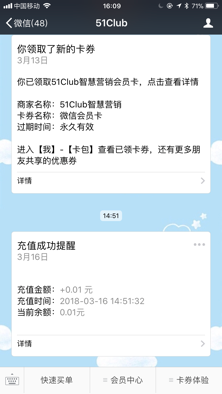 中国移动
16:09
微信(48)
51Club
你领取了新的卡券
3月13日
你已领取51Club智慧营销会员卡，点击查看详情
商家名称：51Club智慧营销
卡券名称：微信会员卡
过期时间：永久有效
进入【我】-【卡包】查看已领卡券，还有更多朋
友共享的优惠券
详情
14:51
充值成功提醒
3月16日
充值金额：+0.01 元
充值时间：2018-03-16 14:51:32
当前余额：0.01元
详情
快速买单
会员中心
卡券体验